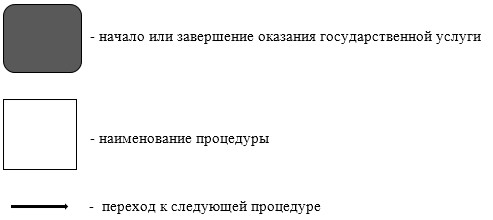 - начало или завершение оказания государственной услуги
- наименование процедуры
- переход к следующей процедуре